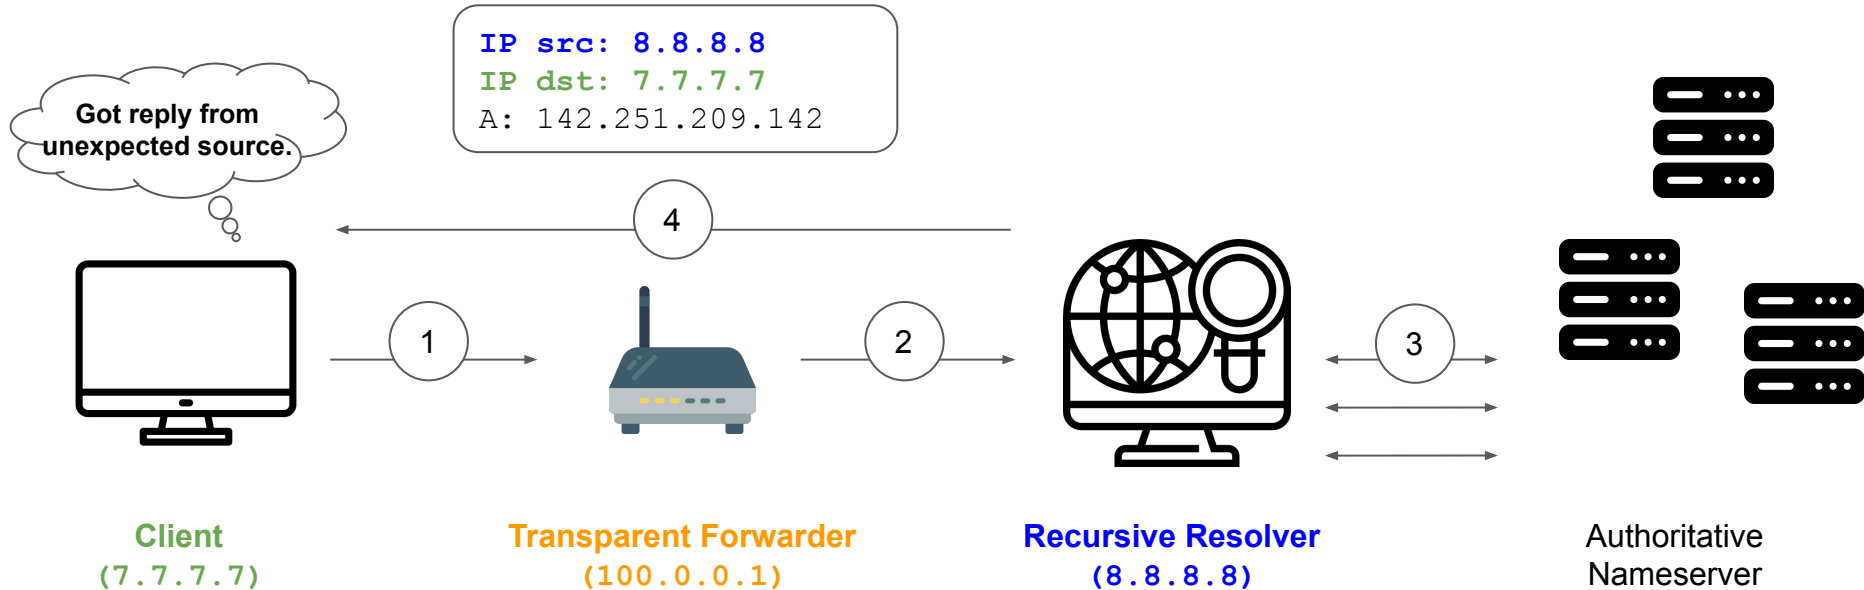 IP src: 8.8.8.8
IP dst: 7.7.7.7
A: 142.251.209.142
Got reply from
unexpected source.
4
1
2
3
Client
(7.7.7.7)
Transparent Forwarder
(100.0.0.1)
Recursive Resolver
(8.8.8.8)
Authoritative
Nameserver